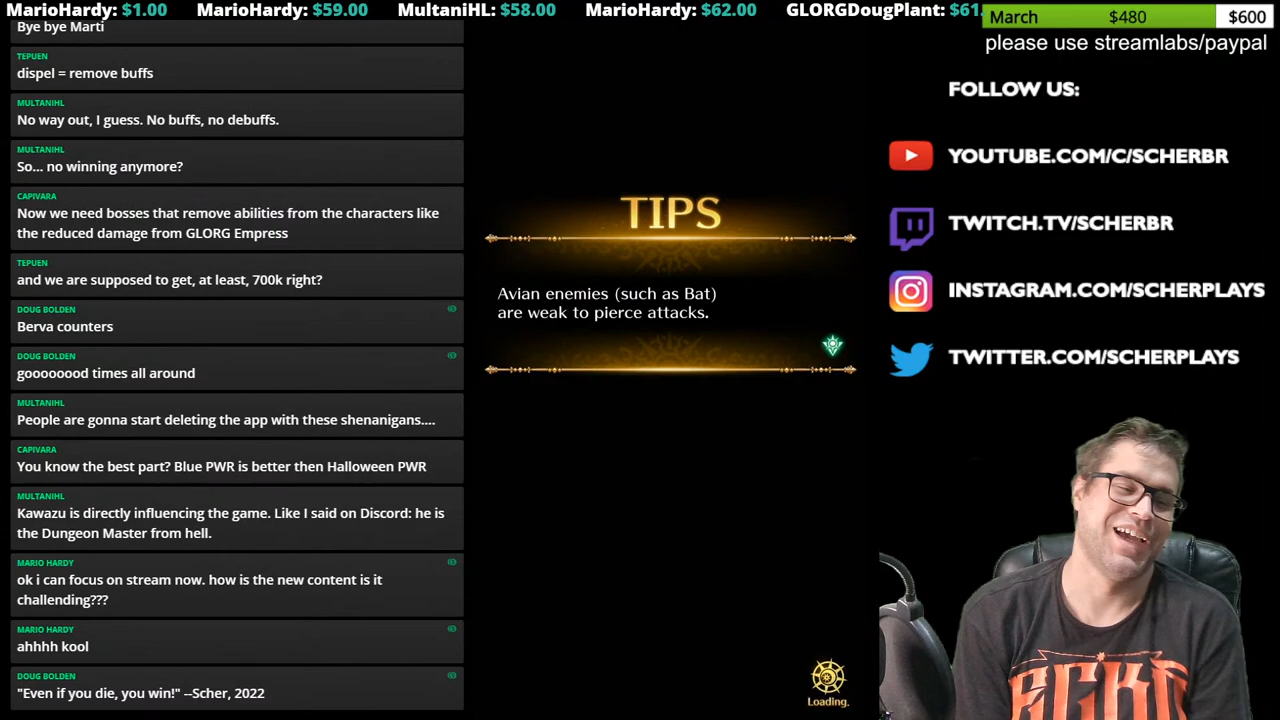 MarioHardy: $1.00 MarioHardy: $59.00 MultaniHL: $58.00 MarioHardy: $62.00 GLORGDougPlant: $61.
March $480 $600
please use streamlabs/paypal
Bye bye Marti
TEPUEN
dispel = remove buffs
MULTANIHL
No way out, I guess. No buffs, no debuffs.
MULTANIHL
So... no winning anymore?
CAPIVARA
Now we need bosses that remove abilities from the characters like
the reduced damage from GLORG Empress
TEPUEN
and we are supposed to get, at least, 700k right?
DOUG BOLDEN
Berva counters
DOUG BOLDEN
goooooood times all around
MULTANIHL
People are gonna start deleting the app with these shenanigans....
CAPIVARA
You know the best part? Blue PWR is better then Halloween PWR
MULTANIHL
Kawazu is directly influencing the game. Like I said on Discord: he is
the Dungeon Master from hell.
MARIO HARDY
ok i can focus on stream now. how is the new content is it
challending???
MARIO HARDY
ahhhh kool
DOUG BOLDEN
"Even if you die, you win!" --Scher, 2022
TIPS
Avian enemies (such as Bat)
are weak to pierce attacks.
Loading.
FOLLOW US:
YOUTUBE.COM/C/SCHERBR
TWITCH.TV/SCHERBR
INSTAGRAM.COM/SCHERPLAYS
TWITTER.COM/SCHERPLAYS